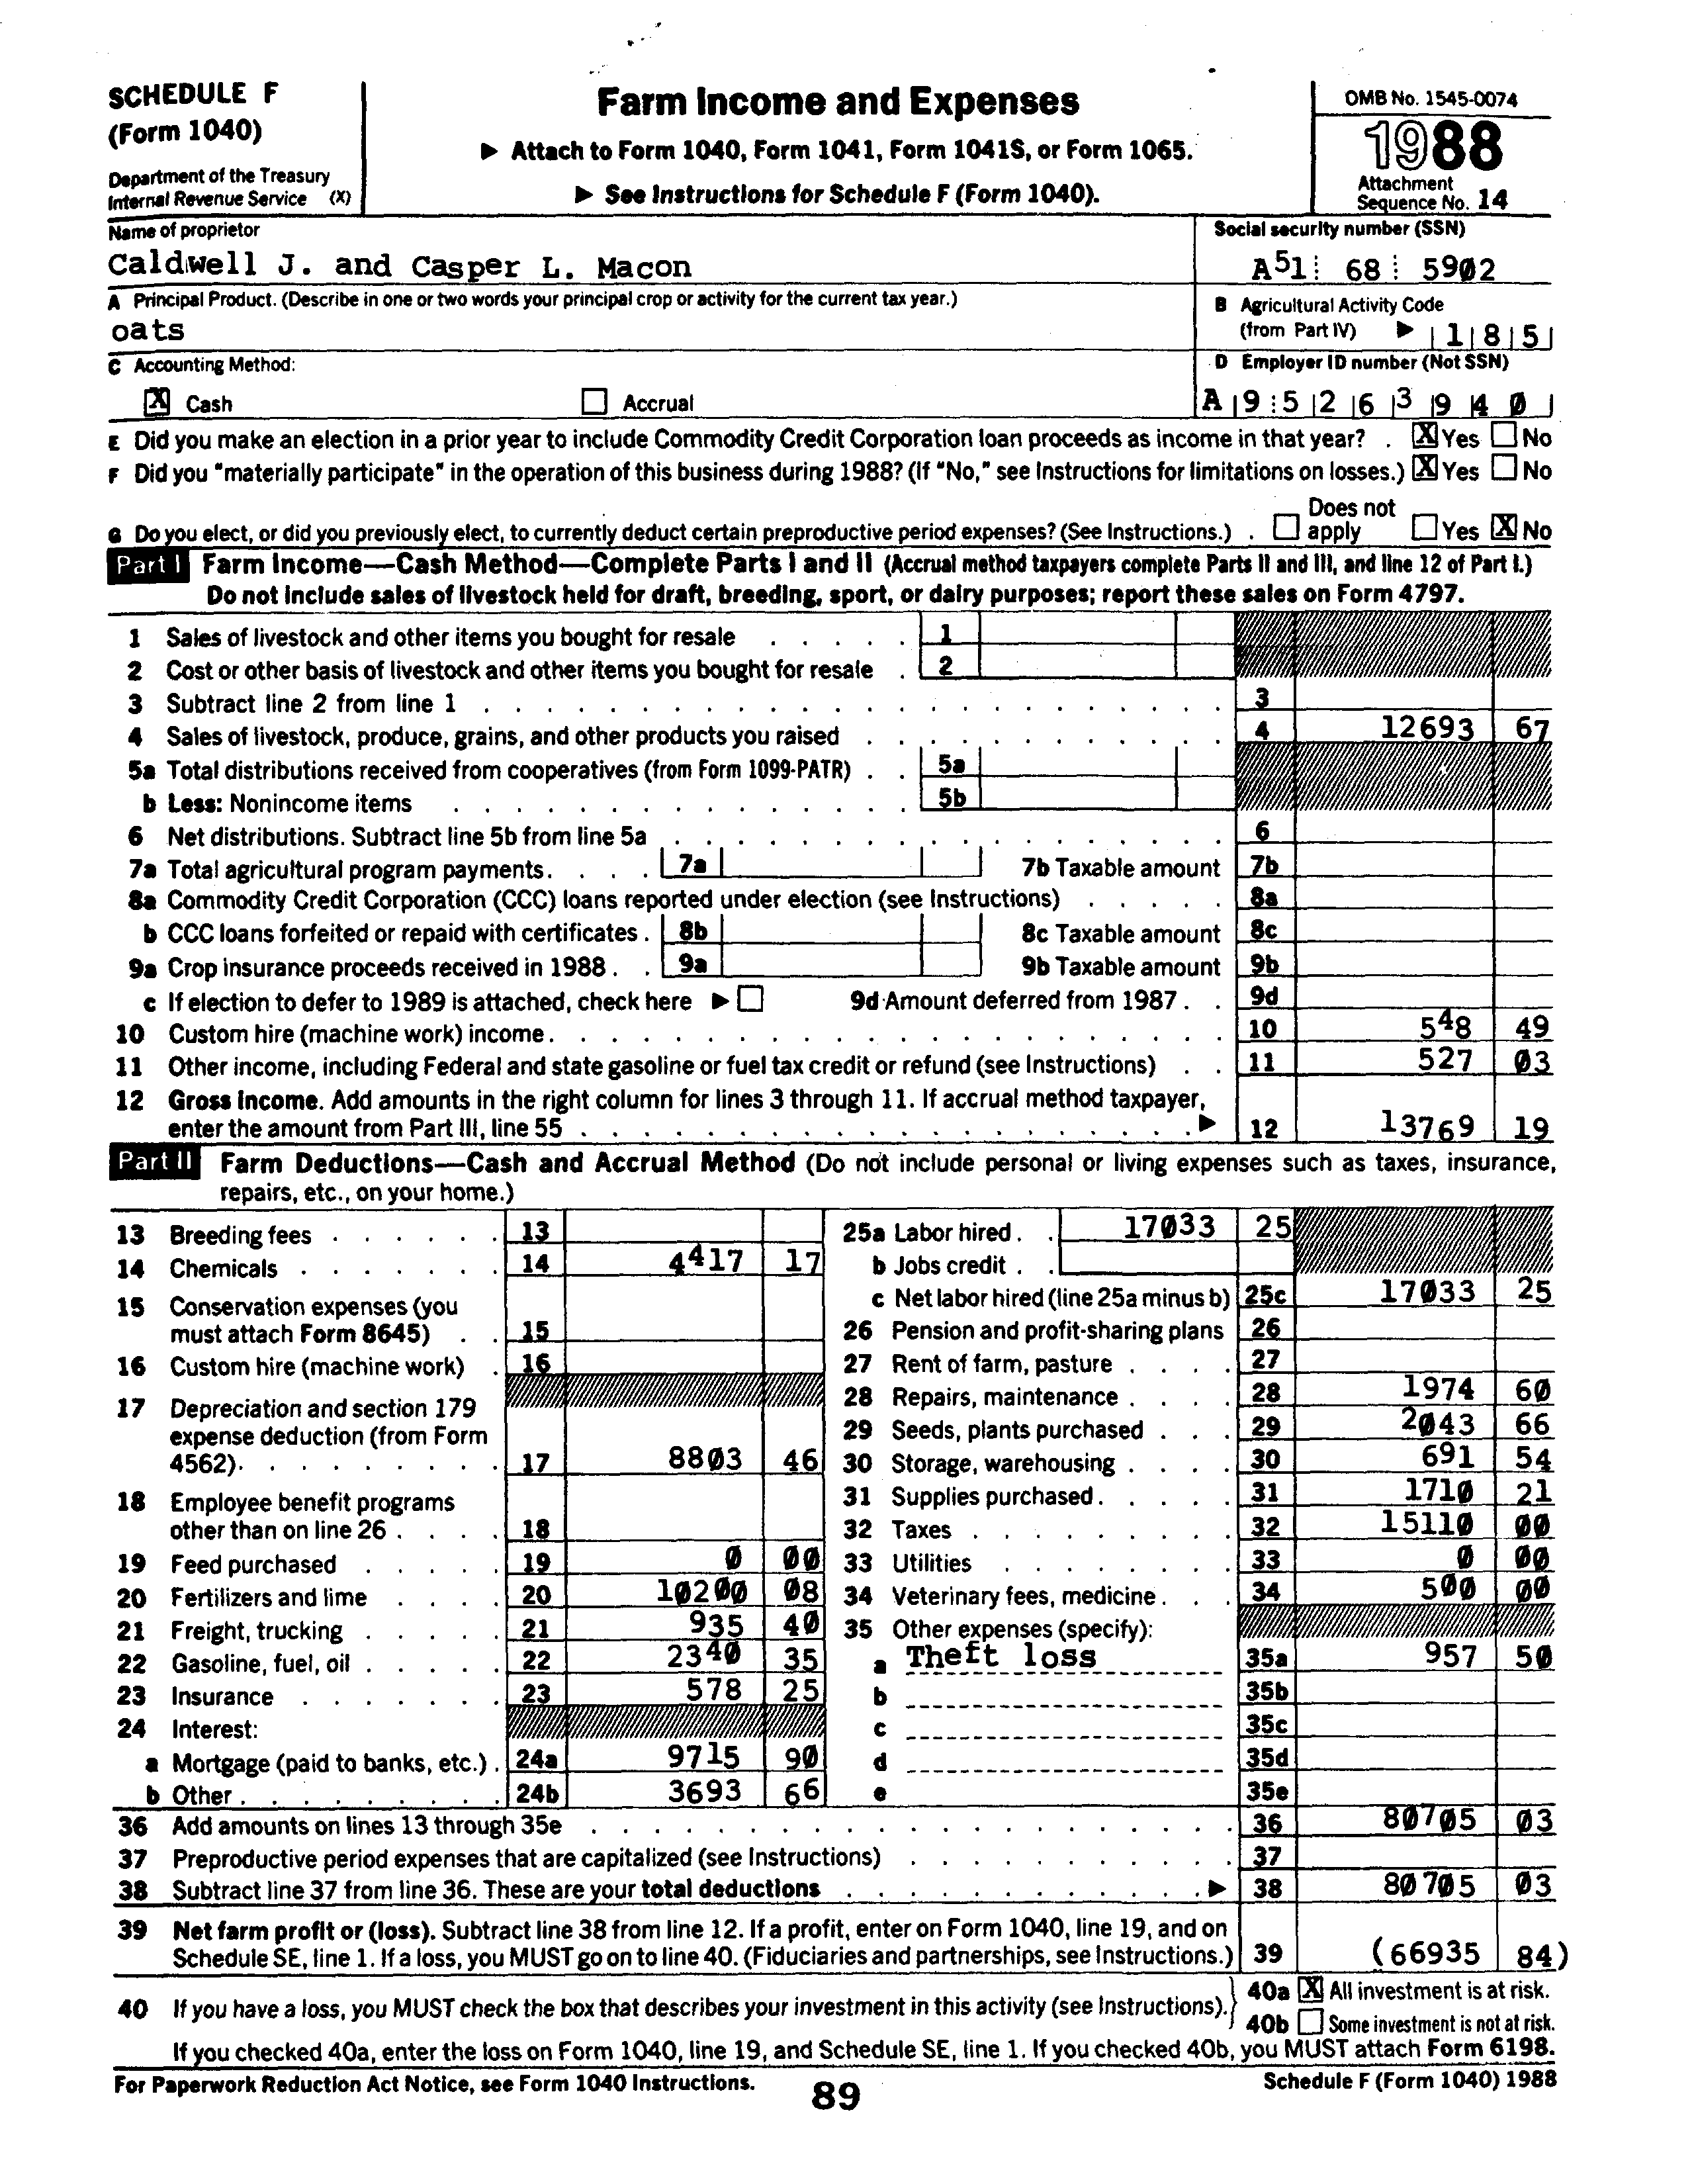 SCHEDULE F
(Form 1040)
Department of the Treasury
Internal Revenue Service (X)
Farm Income and Expenses
▶ Attach to Form 1040, Form 1041, Form 1041S, or Form 1065.
▶ See Instructions for Schedule F (Form 1040).
OMB No. 1545-0074
1988
Attachment
Sequence No. 14
Name of proprietor
Caldwell J. and Casper L. Macon
Social security number (SSN)
A51 68 5902
A Principal Product. (Describe in one or two words your principal crop or activity for the current tax year.)
oats
B Agricultural Activity Code
(from Part IV) ▶ 1 8 5
C Accounting Method:
X Cash Accrual
D Employer ID number (Not SSN)
A 9 5 2 6 3 9 4 0
E Did you make an election in a prior year to include Commodity Credit Corporation loan proceeds as income in that year? . X Yes No
F Did you "materially participate" in the operation of this business during 1988? (If "No," see Instructions for limitations on losses.) X Yes No
G Do you elect, or did you previously elect, to currently deduct certain preproductive period expenses? (See Instructions.) . Does not apply Yes X No
Part I Farm Income—Cash Method—Complete Parts I and II (Accrual method taxpayers complete Parts II and III, and line 12 of Part I.)
Do not include sales of livestock held for draft, breeding, sport, or dairy purposes; report these sales on Form 4797.
1 Sales of livestock and other items you bought for resale . . . . . 1
2 Cost or other basis of livestock and other items you bought for resale . 2
3 Subtract line 2 from line 1 . . . . . 3
4 Sales of livestock, produce, grains, and other products you raised . . . . . 4 12693 67
5a Total distributions received from cooperatives (from Form 1099-PATR) . . 5a
b Less: Nonincome items . . . . . 5b
6 Net distributions. Subtract line 5b from line 5a . . . . . 6
7a Total agricultural program payments. . . . . 7a 7b Taxable amount 7b
8a Commodity Credit Corporation (CCC) loans reported under election (see Instructions) . . . . . 8a
b CCC loans forfeited or repaid with certificates . 8b 8c Taxable amount 8c
9a Crop insurance proceeds received in 1988 . . 9a 9b Taxable amount 9b
c If election to defer to 1989 is attached, check here ▶ 9d Amount deferred from 1987 . . 9d
10 Custom hire (machine work) income. . . . . 10 548 49
11 Other income, including Federal and state gasoline or fuel tax credit or refund (see Instructions) . . 11 527 03
12 Gross Income. Add amounts in the right column for lines 3 through 11. If accrual method taxpayer,
enter the amount from Part III, line 55 . . . . . ▶ 12 13769 19
Part II Farm Deductions—Cash and Accrual Method (Do not include personal or living expenses such as taxes, insurance,
repairs, etc., on your home.)
13 Breeding fees . . . . . . 13
14 Chemicals . . . . . . . 14 4417 17
15 Conservation expenses (you
must attach Form 8645) . . 15
16 Custom hire (machine work) . 16
17 Depreciation and section 179
expense deduction (from Form
4562). . . . . . . . . 17 8803 46
18 Employee benefit programs
other than on line 26 . . . . 18
19 Feed purchased . . . . . 19 0 00
20 Fertilizers and lime . . . . 20 10200 08
21 Freight, trucking . . . . . 21 935 40
22 Gasoline, fuel, oil . . . . . 22 2340 35
23 Insurance . . . . . . . 23 578 25
24 Interest:
a Mortgage (paid to banks, etc.) . 24a 9715 90
b Other . . . . . . . . . 24b 3693 66
25a Labor hired . . 17033 25
b Jobs credit . .
c Net labor hired (line 25a minus b) 25c 17033 25
26 Pension and profit-sharing plans 26
27 Rent of farm, pasture . . . . 27
28 Repairs, maintenance . . . . 28 1974 60
29 Seeds, plants purchased . . . 29 2043 66
30 Storage, warehousing . . . . 30 691 54
31 Supplies purchased. . . . . 31 1710 21
32 Taxes . . . . . . . . . 32 15110 00
33 Utilities . . . . . . . . 33 0 00
34 Veterinary fees, medicine . . . 34 500 00
35 Other expenses (specify):
a Theft loss 35a 957 50
b 35b
c 35c
d 35d
e 35e
36 Add amounts on lines 13 through 35e . . . . . 36 80705 03
37 Preproductive period expenses that are capitalized (see Instructions) . . . . . 37
38 Subtract line 37 from line 36. These are your total deductions . . . . . ▶ 38 80705 03
39 Net farm profit or (loss). Subtract line 38 from line 12. If a profit, enter on Form 1040, line 19, and on
Schedule SE, line 1. If a loss, you MUST go on to line 40. (Fiduciaries and partnerships, see Instructions.) 39 (66935 84)
40 If you have a loss, you MUST check the box that describes your investment in this activity (see Instructions).
40a X All investment is at risk.
40b Some investment is not at risk.
If you checked 40a, enter the loss on Form 1040, line 19, and Schedule SE, line 1. If you checked 40b, you MUST attach Form 6198.
For Paperwork Reduction Act Notice, see Form 1040 Instructions.
89
Schedule F (Form 1040) 1988